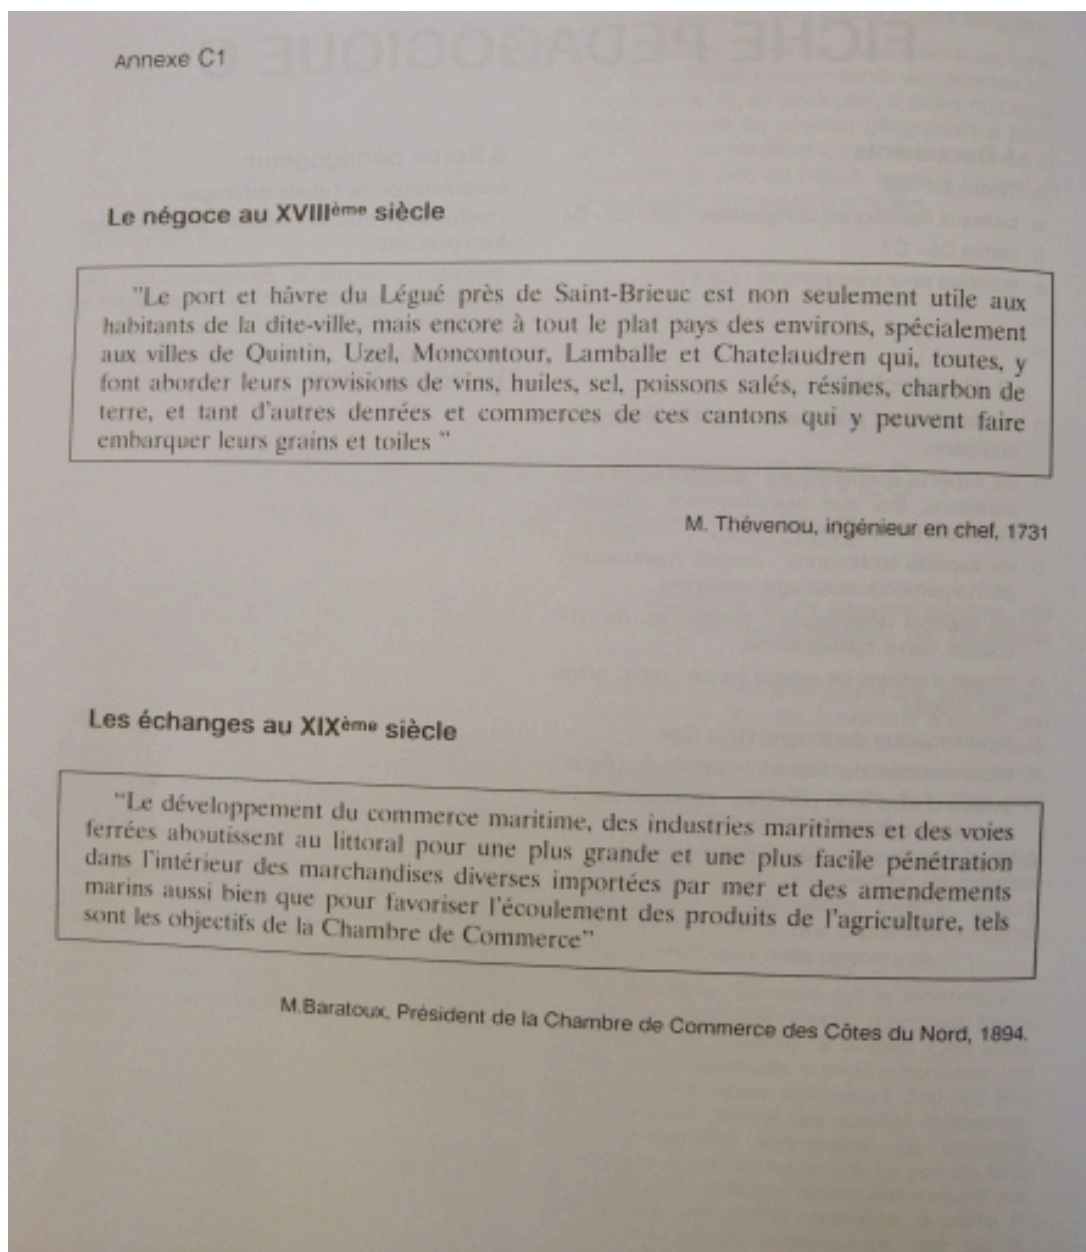 Annexe C1
Le négoce au XVIIIème siècle
"Le port et hâvre du Légué près de Saint-Brieuc est non seulement utile aux
habitants de la dite-ville, mais encore à tout le plat pays des environs, spécialement
aux villes de Quintin, Uzel, Moncontour, Lamballe et Chatelaudren qui, toutes, y
font aborder leurs provisions de vins, huiles, sel, poissons salés, résines, charbon de
terre, et tant d'autres denrées et commerces de ces cantons qui y peuvent faire
embarquer leurs grains et toiles "
M. Thévenou, ingénieur en chef, 1731
Les échanges au XIXème siècle
"Le développement du commerce maritime, des industries maritimes et des voies
ferrées aboutissent au littoral pour une plus grande et une plus facile pénétration
dans l'intérieur des marchandises diverses importées par mer et des amendements
marins aussi bien que pour favoriser l'écoulement des produits de l'agriculture, tels
sont les objectifs de la Chambre de Commerce"
M.Baratoux, Président de la Chambre de Commerce des Côtes du Nord, 1894.